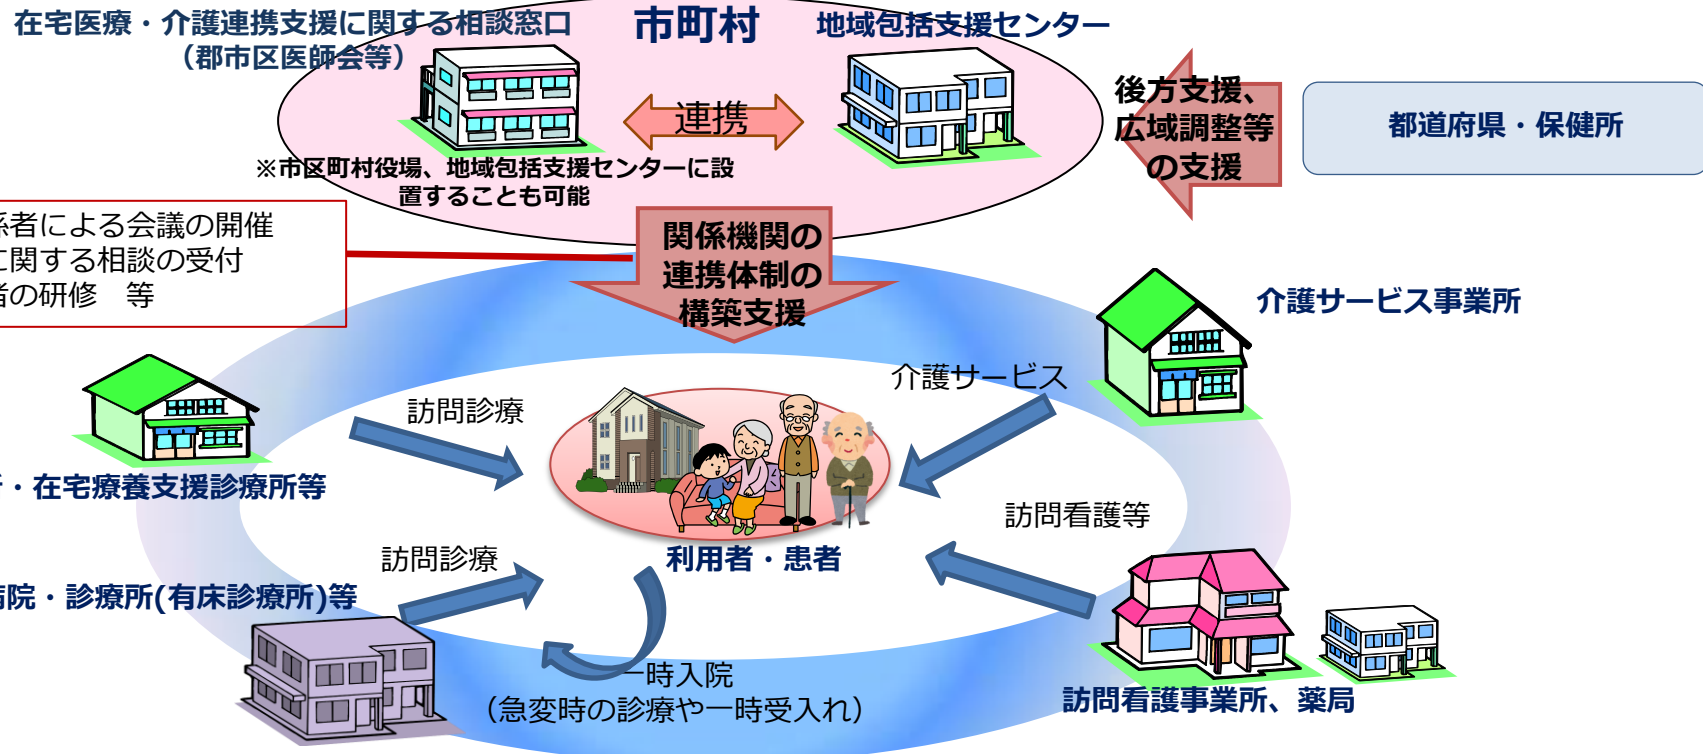 在宅医療・介護連携支援に関する相談窓口
（郡市区医師会等）
市町村
地域包括支援センター
連携
※市区町村役場、地域包括支援センターに設
置することも可能
後方支援、
広域調整等
の支援
都道府県・保健所
係者による会議の開催
に関する相談の受付
者の研修　等
関係機関の
連携体制の
構築支援
介護サービス事業所
介護サービス
訪問診療
・在宅療養支援診療所等
訪問看護等
利用者・患者
訪問診療
病院・診療所(有床診療所)等
一時入院
（急変時の診療や一時受入れ）
訪問看護事業所、薬局